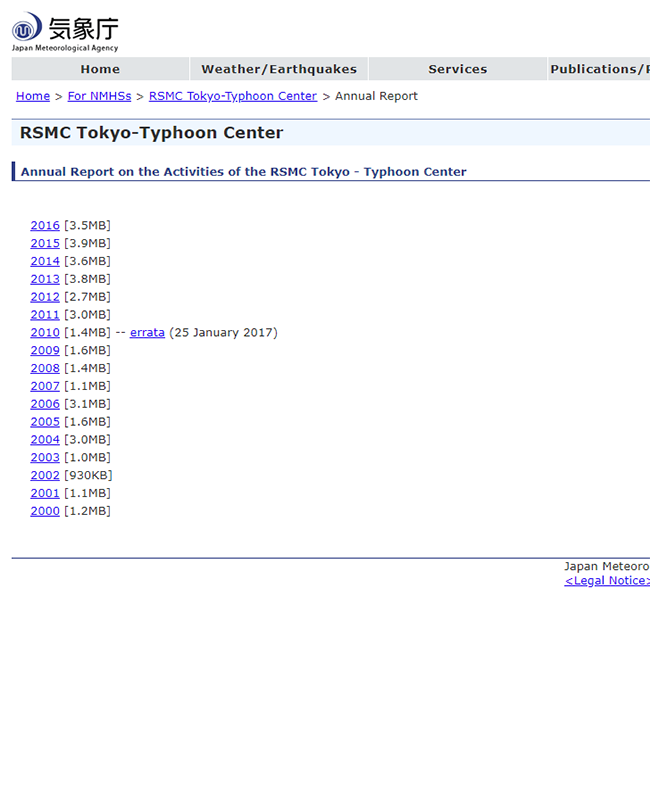 気象庁
Japan Meteorological Agency
Home Weather/Earthquakes Services Publications/
Home > For NMHSs > RSMC Tokyo-Typhoon Center > Annual Report
RSMC Tokyo-Typhoon Center
Annual Report on the Activities of the RSMC Tokyo - Typhoon Center
2016 [3.5MB]
2015 [3.9MB]
2014 [3.6MB]
2013 [3.8MB]
2012 [2.7MB]
2011 [3.0MB]
2010 [1.4MB] -- errata (25 January 2017)
2009 [1.6MB]
2008 [1.4MB]
2007 [1.1MB]
2006 [3.1MB]
2005 [1.6MB]
2004 [3.0MB]
2003 [1.0MB]
2002 [930KB]
2001 [1.1MB]
2000 [1.2MB]
Japan Meteoro
<Legal Notice>